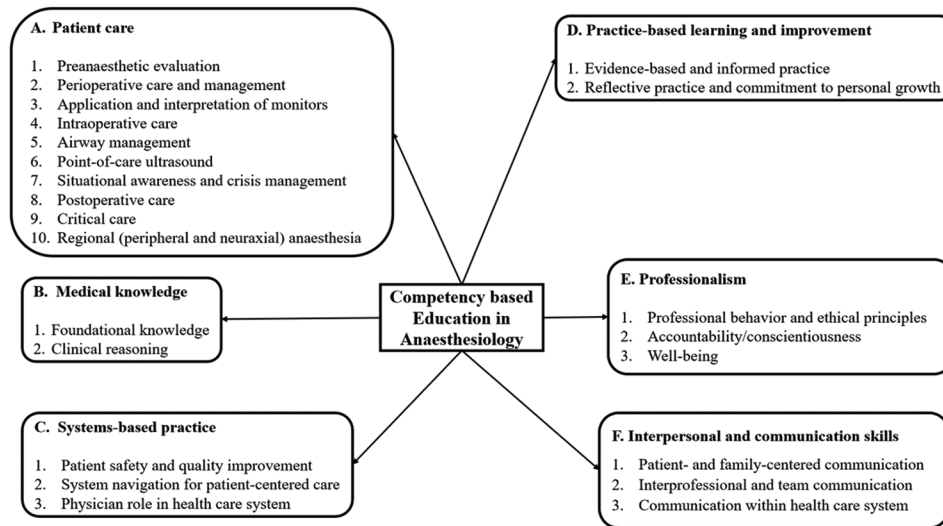 A. Patient care
1. Preanaesthetic evaluation
2. Perioperative care and management
3. Application and interpretation of monitors
4. Intraoperative care
5. Airway management
6. Point-of-care ultrasound
7. Situational awareness and crisis management
8. Postoperative care
9. Critical care
10. Regional (peripheral and neuraxial) anaesthesia
B. Medical knowledge
1. Foundational knowledge
2. Clinical reasoning
C. Systems-based practice
1. Patient safety and quality improvement
2. System navigation for patient-centered care
3. Physician role in health care system
Competency based
Education in
Anaesthesiology
D. Practice-based learning and improvement
1. Evidence-based and informed practice
2. Reflective practice and commitment to personal growth
E. Professionalism
1. Professional behavior and ethical principles
2. Accountability/conscientiousness
3. Well-being
F. Interpersonal and communication skills
1. Patient- and family-centered communication
2. Interprofessional and team communication
3. Communication within health care system